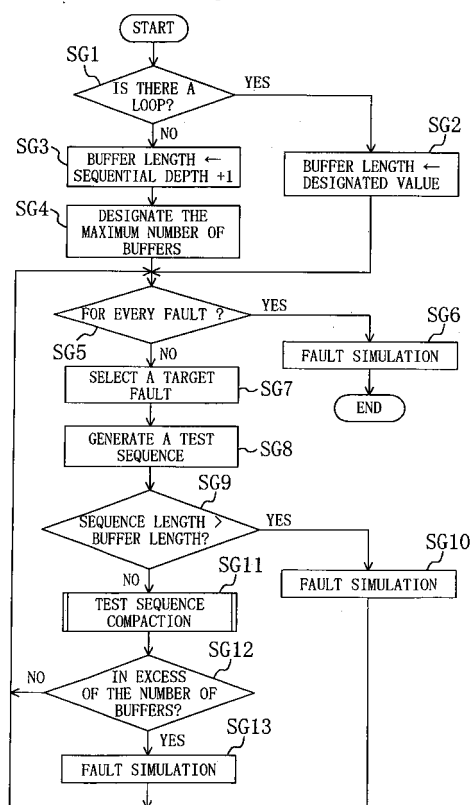 START
SG1
IS THERE A
LOOP?
YES
NO
SG3
BUFFER LENGTH ←
SEQUENTIAL DEPTH +1
SG2
BUFFER LENGTH ←
DESIGNATED VALUE
SG4
DESIGNATE THE
MAXIMUM NUMBER OF
BUFFERS
FOR EVERY FAULT ?
YES
SG6
SG5
NO
FAULT SIMULATION
SELECT A TARGET
FAULT
SG7
END
GENERATE A TEST
SEQUENCE
SG8
SG9
SEQUENCE LENGTH >
BUFFER LENGTH?
YES
SG10
NO
SG11
FAULT SIMULATION
TEST SEQUENCE
COMPACTION
SG12
NO
IN EXCESS
OF THE NUMBER OF
BUFFERS?
YES
SG13
FAULT SIMULATION